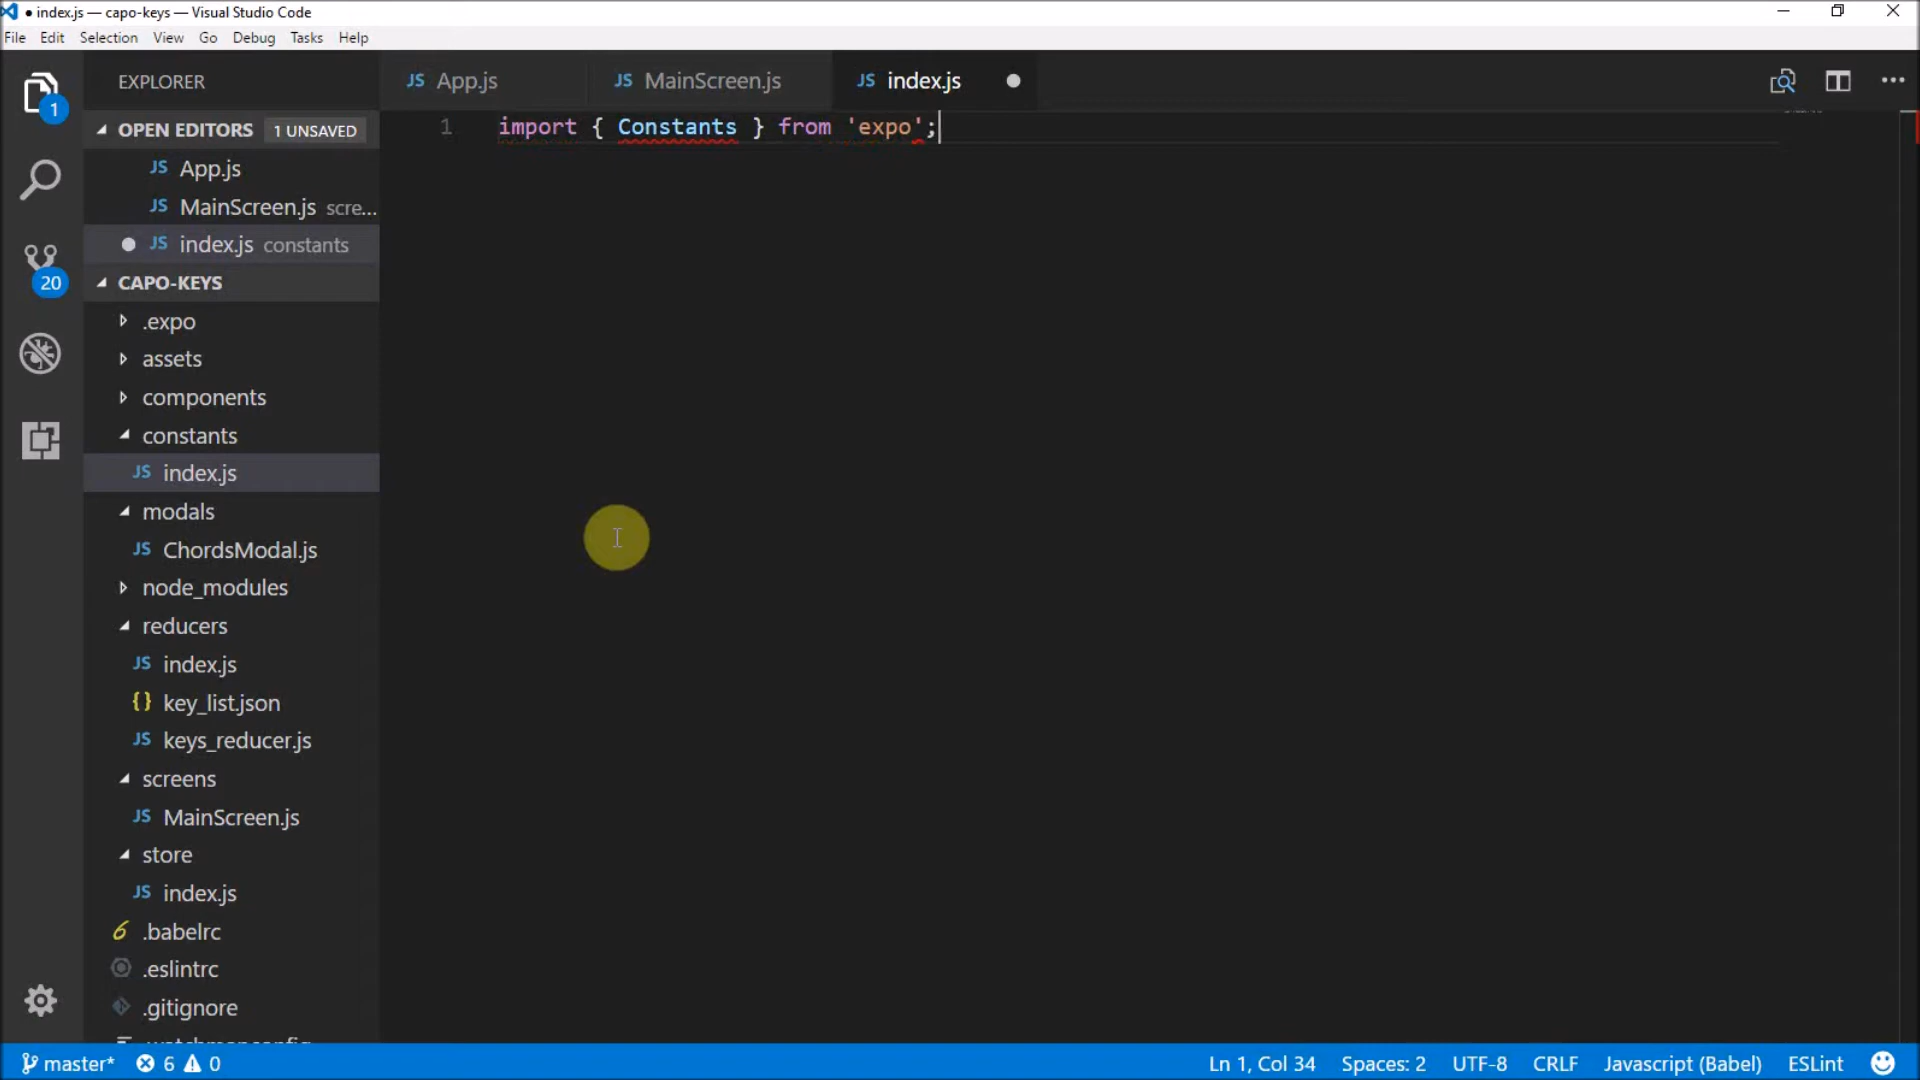 index.js — capo-keys — Visual Studio Code
File Edit Selection View Go Debug Tasks Help
EXPLORER
JS App.js
JS MainScreen.js
JS index.js
1
OPEN EDITORS 1 UNSAVED
1 import { Constants } from 'expo';
JS App.js
JS MainScreen.js scre...
JS index.js constants
20
CAPO-KEYS
.expo
assets
components
constants
JS index.js
modals
JS ChordsModal.js
node_modules
reducers
JS index.js
{} key_list.json
JS keys_reducer.js
screens
JS MainScreen.js
store
JS index.js
6 .babelrc
.eslintrc
.gitignore
master* 6 0 Ln 1, Col 34 Spaces: 2 UTF-8 CRLF Javascript (Babel) ESLint